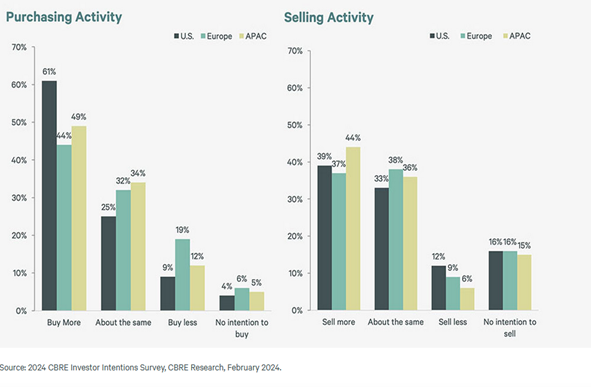 Purchasing Activity
U.S. Europe APAC
70%
60%
50%
40%
30%
20%
10%
0%
61%
44%
49%
25%
32%
34%
9%
19%
12%
4%
6%
5%
Buy More
About the same
Buy less
No intention to
buy
Selling Activity
U.S. Europe APAC
70%
60%
50%
40%
30%
20%
10%
0%
39%
37%
44%
33%
38%
36%
12%
9%
6%
16%
16%
15%
Sell more
About the same
Sell less
No intention to
sell
Source: 2024 CBRE Investor Intentions Survey, CBRE Research, February 2024.